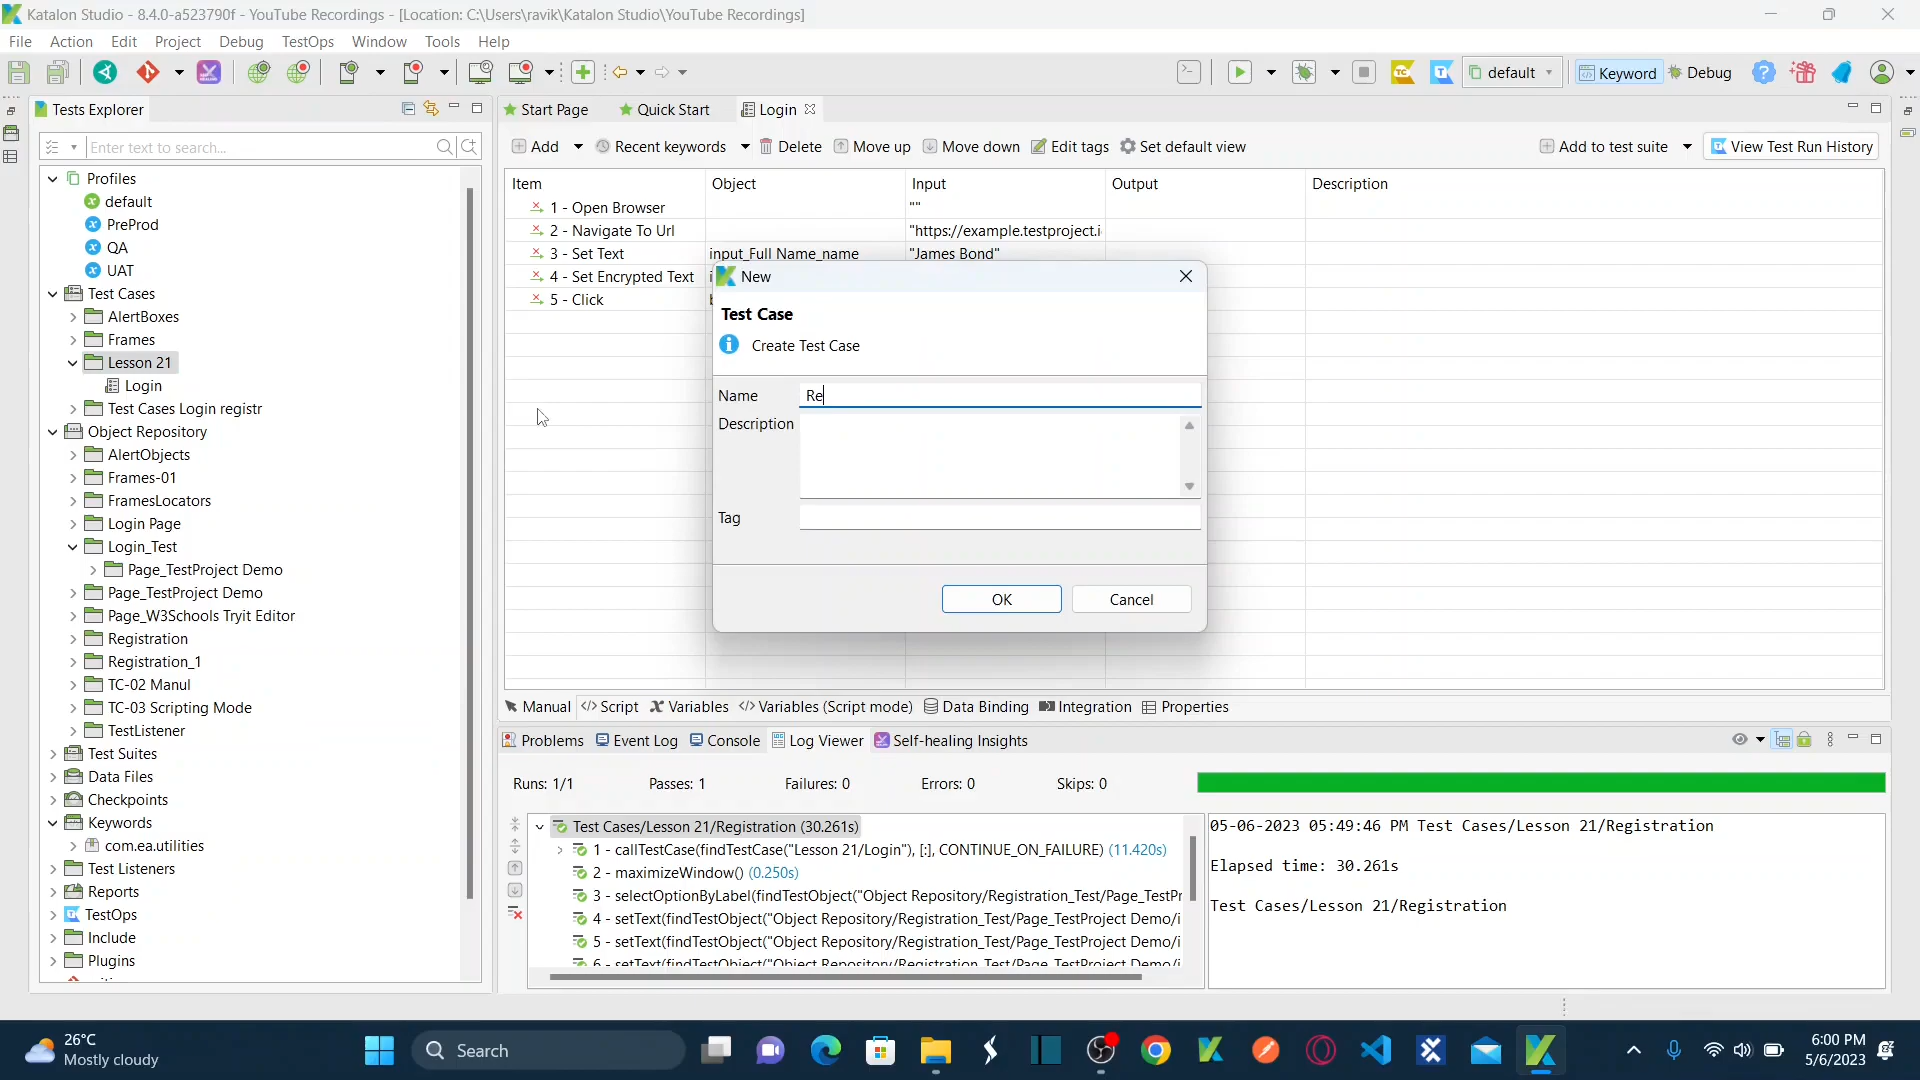 Katalon Studio - 8.4.0-a523790f - YouTube Recordings - [Location: C:\Users\ravik\Katalon Studio\YouTube Recordings]
File Action Edit Project Debug TestOps Window Tools Help
default Keyword Debug
Tests Explorer
Start Page Quick Start Login
Enter text to search...
Add Recent keywords Delete Move up Move down Edit tags Set default view Add to test suite View Test Run History
Profiles
default
PreProd
QA
UAT
Test Cases
AlertBoxes
Frames
Lesson 21
Login
Test Cases Login registr
Object Repository
AlertObjects
Frames-01
FramesLocators
Login Page
Login_Test
Page_TestProject Demo
Page_TestProject Demo
Page_W3Schools Tryit Editor
Registration
Registration_1
TC-02 Manul
TC-03 Scripting Mode
TestListener
Test Suites
Data Files
Checkpoints
Keywords
com.ea.utilities
Test Listeners
Reports
TestOps
Include
Plugins
Item Object Input Output Description
1 - Open Browser ""
2 - Navigate To Url "https://example.testproject.i
3 - Set Text input_Full Name_name "James Bond"
4 - Set Encrypted Text
5 - Click
New
Test Case
Create Test Case
Name Re
Description
Tag
OK Cancel
Manual Script Variables Variables (Script mode) Data Binding Integration Properties
Problems Event Log Console Log Viewer Self-healing Insights
Runs: 1/1 Passes: 1 Failures: 0 Errors: 0 Skips: 0
Test Cases/Lesson 21/Registration (30.261s)
1 - callTestCase(findTestCase("Lesson 21/Login"), [:], CONTINUE_ON_FAILURE) (11.420s)
2 - maximizeWindow() (0.250s)
3 - selectOptionByLabel(findTestObject("Object Repository/Registration_Test/Page_TestPr
4 - setText(findTestObject("Object Repository/Registration_Test/Page_TestProject Demo/i
5 - setText(findTestObject("Object Repository/Registration_Test/Page_TestProject Demo/i
6 - setText(findTestObject("Object Repository/Registration_Test/Page_TestProject Demo/i
05-06-2023 05:49:46 PM Test Cases/Lesson 21/Registration
Elapsed time: 30.261s
Test Cases/Lesson 21/Registration
26°C
Mostly cloudy
Search
6:00 PM
5/6/2023